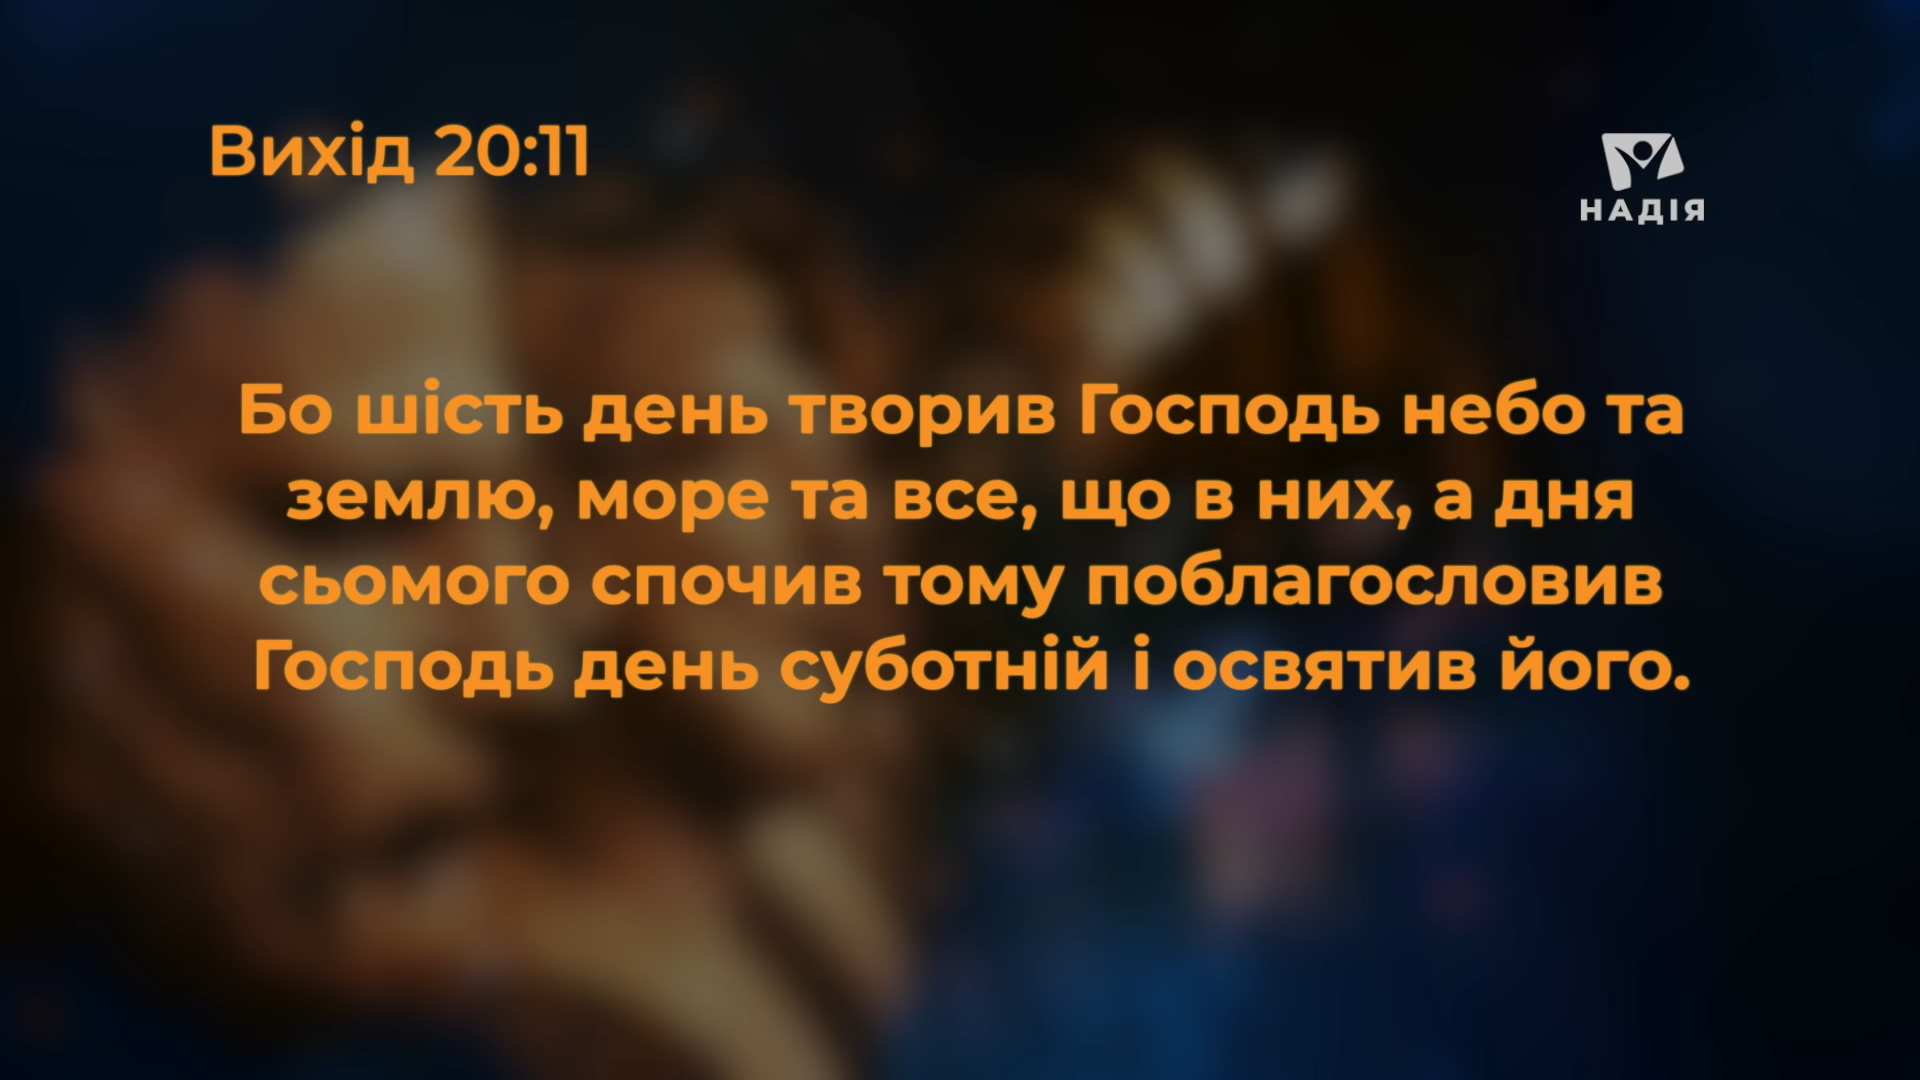 Вихід 20:11
НАДІЯ
Бо шість день творив Господь небо та
землю, море та все, що в них, а дня
сьомого спочив тому поблагословив
Господь день суботній і освятив його.